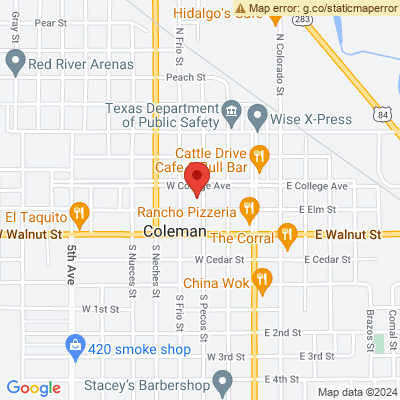 Hidalgo's Cafe
Map error: g.co/staticmaperror
283
Gray St
Pear St
N Frio St
N Colorado St
Red River Arenas
Peach St
Texas Department
of Public Safety
Wise X-Press
84
Cattle Drive
Cafe & Bull Bar
W College Ave
E College Ave
El Taquito
Rancho Pizzeria
E Elm St
W Walnut St
Coleman
The Corral
E Walnut St
5th Ave
S Nueces St
S Neches St
W Cedar St
E Cedar St
China Wok
S Frio St
S Pecos St
W 1st St
Brazos St
Comal St
E 2nd St
420 smoke shop
W 3rd St
E 3rd St
Stacey's Barbershop
E 4th St
Google
Map data ©2024